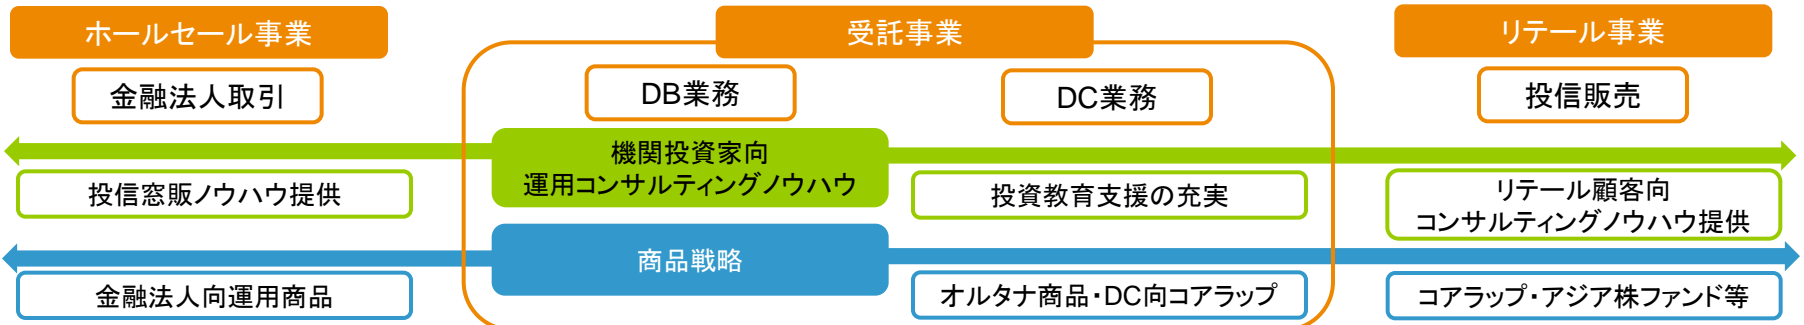 ホールセール事業
受託事業
リテール事業
金融法人取引
DB業務
DC業務
投信販売
機関投資家向
運用コンサルティングノウハウ
投信窓販ノウハウ提供
投資教育支援の充実
リテール顧客向
コンサルティングノウハウ提供
商品戦略
金融法人向運用商品
オルタナ商品・DC向コアラップ
コアラップ・アジア株ファンド等